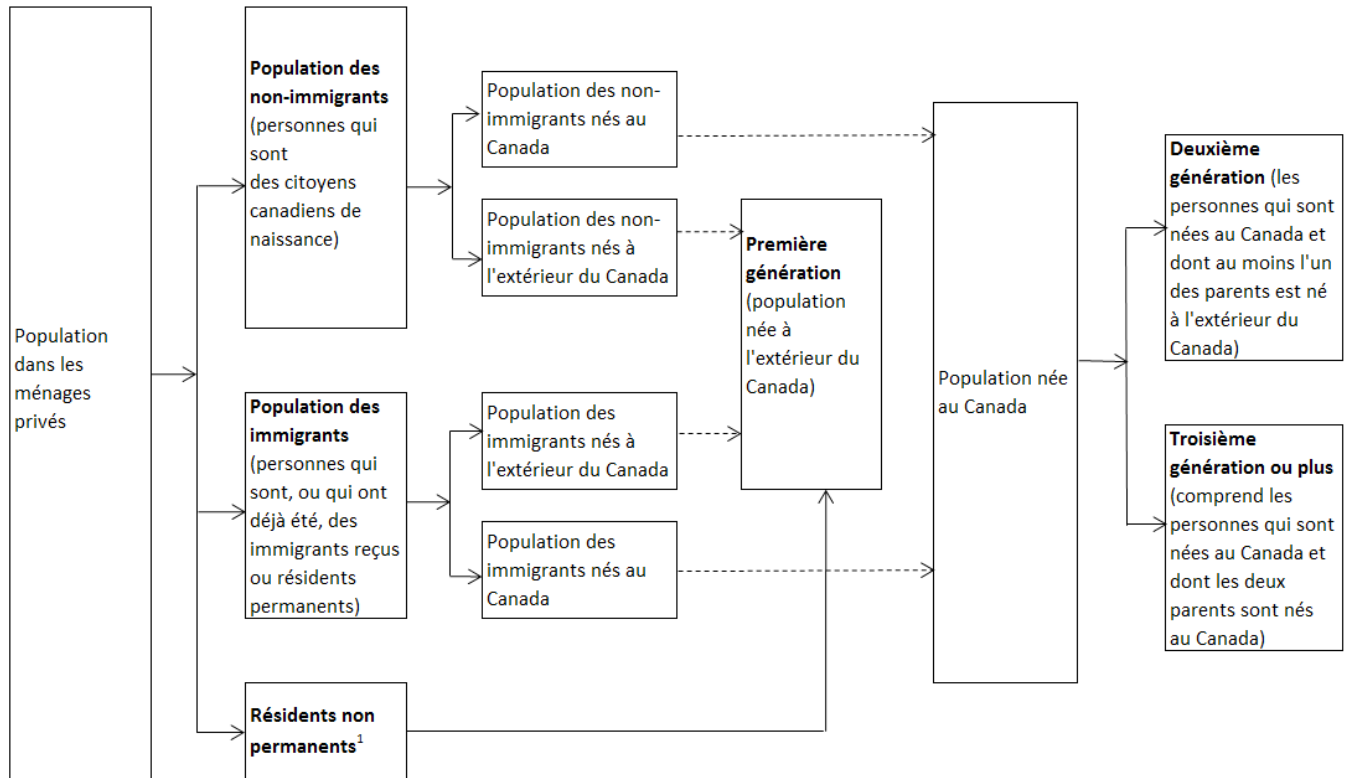 Population
dans les
ménages
privés
Population des
non-immigrants
(personnes qui
sont
des citoyens
canadiens de
naissance)
Population des
immigrants
(personnes qui
sont, ou qui ont
déjà été, des
immigrants reçus
ou résidents
permanents)
Résidents non
permanents¹
Population des non-
immigrants nés au
Canada
Population des non-
immigrants nés à
l'extérieur du Canada
Population des
immigrants nés à
l'extérieur du Canada
Population des
immigrants nés au
Canada
Première
génération
(population
née à
l'extérieur du
Canada)
Population née
au Canada
Deuxième
génération (les
personnes qui sont
nées au Canada et
dont au moins l'un
des parents est né
à l'extérieur du
Canada)
Troisième
génération ou plus
(comprend les
personnes qui sont
nées au Canada et
dont les deux
parents sont nés
au Canada)